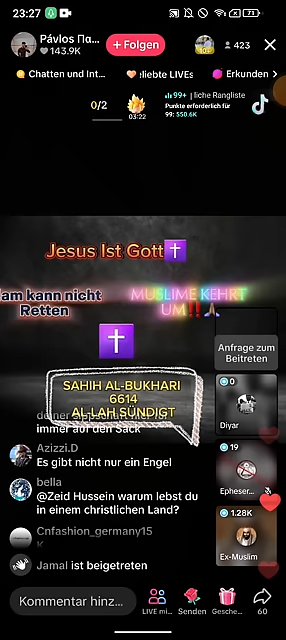 23:27
71
Pávlos Πα...
143.9K
+ Folgen
423
Chatten und Int...
:liebte LIVEs
Erkunden
0/2
03:22
99+ | liche Rangliste
Punkte erforderlich für
99: 550.6K
Jesus Ist Gott
lam kann nicht
Retten
MUSLIME KEHRT
UM
SAHIH AL-BUKHARI
6614
AL-LAH SÜNDIGT
Anfrage zum
Beitreten
0
Diyar
19
Epheser...
1.28K
Ex-Muslim
immer auf den Sack
Azizzi.D
Es gibt nicht nur ein Engel
bella
@Zeid Hussein warum lebst du
in einem christlichen Land?
Cnfashion_germany15
Jamal ist beigetreten
Kommentar hinz...
LIVE mi...
Senden
Gesche...
60